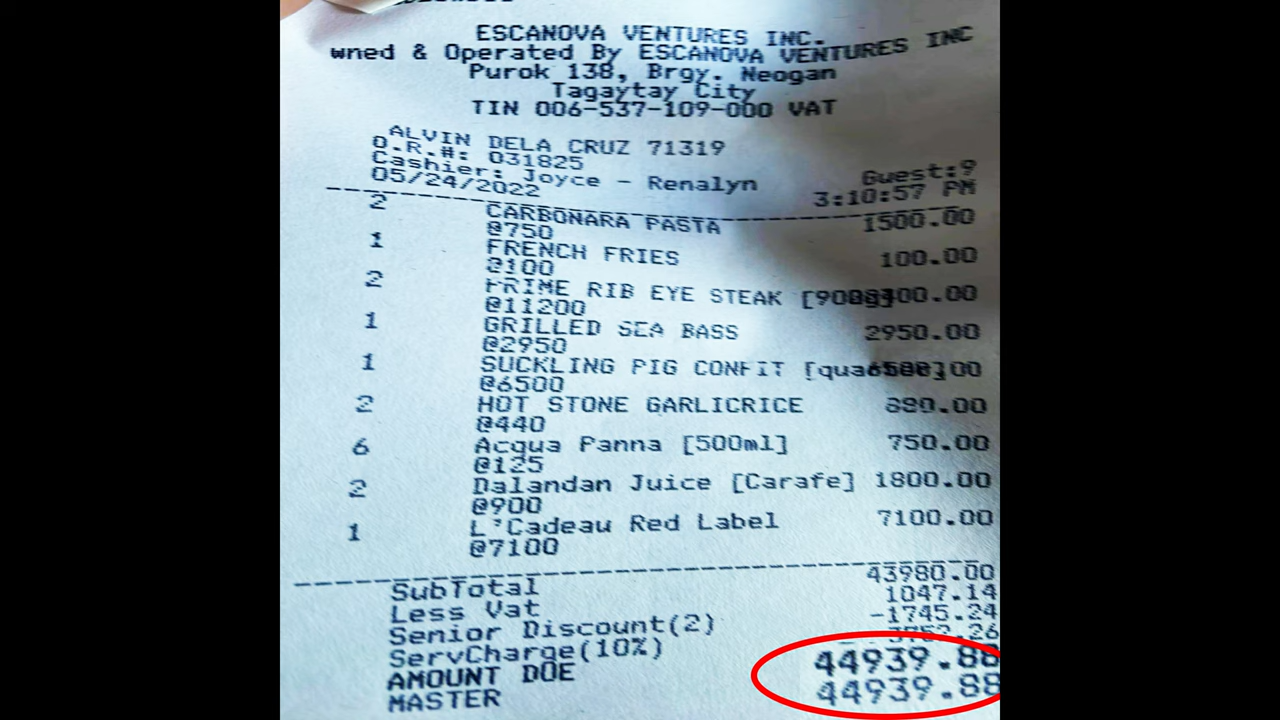 ESCANOVA VENTURES INC.
wned & Operated By ESCANOVA VENTURES INC
Purok 138, Brgy. Neogan
Tagaytay City
TIN 006-537-109-000 VAT
ALVIN DELA CRUZ 71319
O.R.#: 031825
Cashier: Joyce - Renalyn Guest:9
05/24/2022 3:10:57 PM
2 CARBONARA PASTA 1500.00
@750
1 FRENCH FRIES 100.00
@100
2 PRIME RIB EYE STEAK
@11200
1 GRILLED SEA BASS 2950.00
@2950
1 SUCKLING PIG CONFIT
@6500
2 HOT STONE GARLICRICE 880.00
@440
6 Acqua Panna [500ml] 750.00
@125
2 Dalandan Juice [Carafe] 1800.00
@900
1 L'Cadeau Red Label 7100.00
@7100
SubTotal 43980.00
Less Vat 1047.14
Senior Discount(2) -1745.24
ServCharge(10%)
AMOUNT DOE 44939.88
MASTER 44939.88